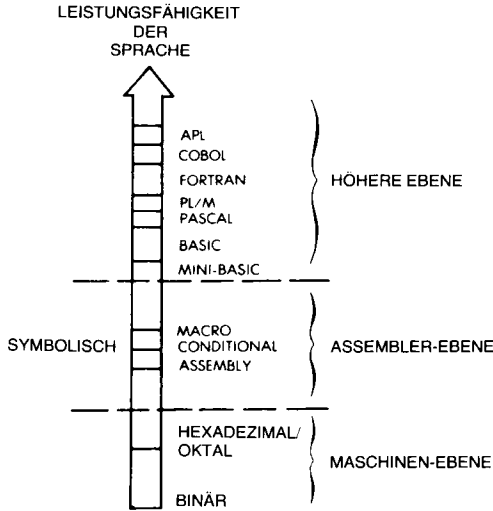 LEISTUNGSFÄHIGKEIT
DER
SPRACHE
APL
COBOL
FORTRAN
PL/M
PASCAL
BASIC
MINI-BASIC
HÖHERE EBENE
SYMBOLISCH
MACRO
CONDITIONAL
ASSEMBLY
ASSEMBLER-EBENE
HEXADEZIMAL/
OKTAL
BINÄR
MASCHINEN-EBENE